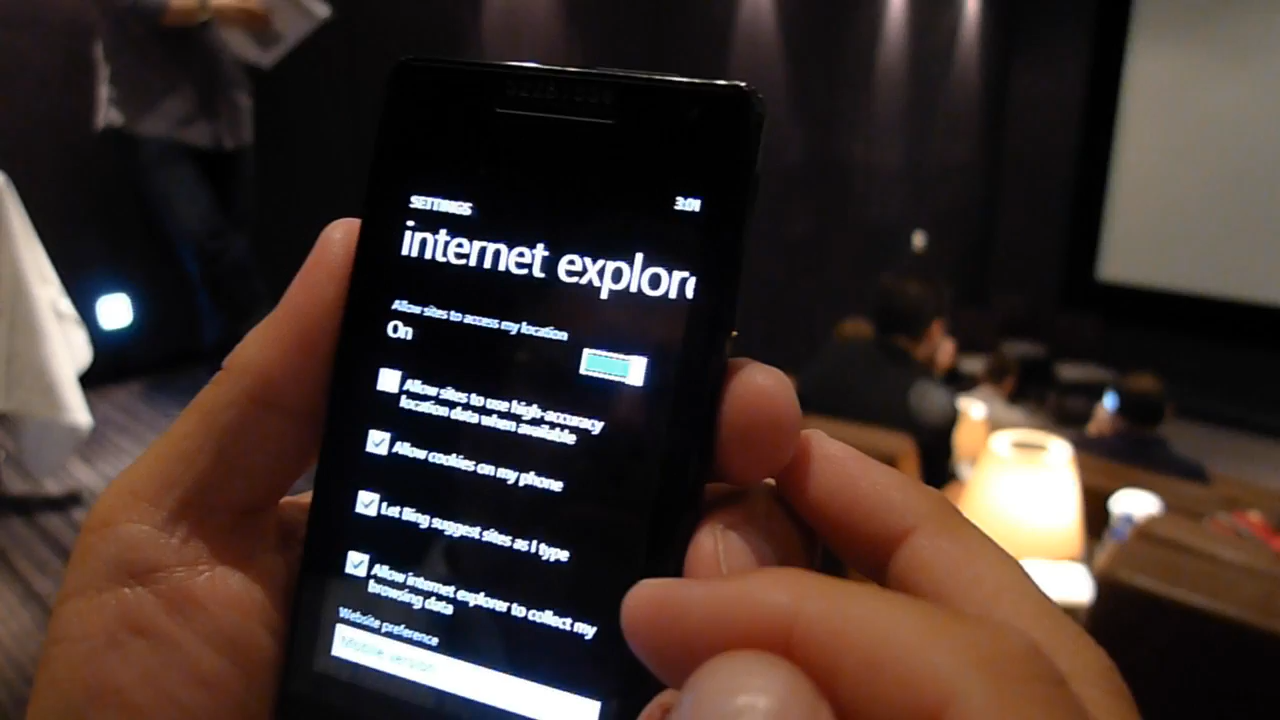 SETTINGS 3:01
internet explore
Allow sites to access my location
On
Allow sites to use high-accuracy
location data when available
Allow cookies on my phone
Let Bing suggest sites as I type
Allow internet explorer to collect my
browsing data
Website preference
Mobile version